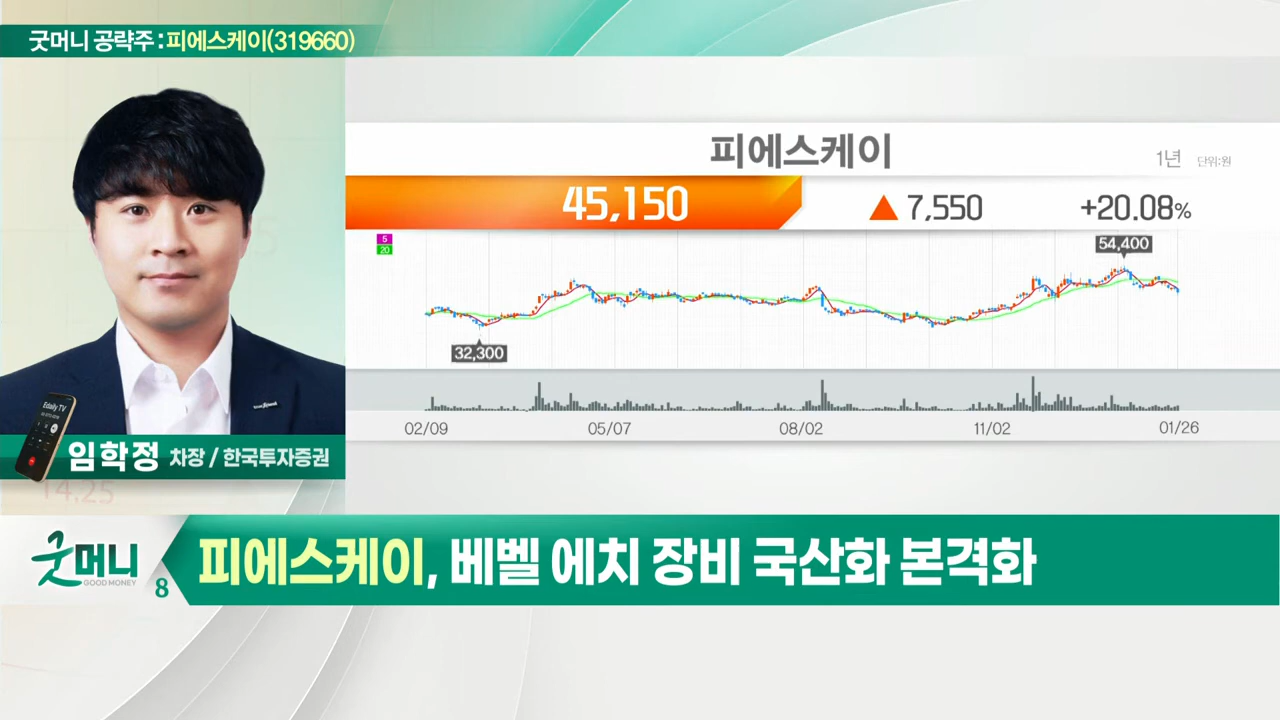 굿머니 공략주 : 피에스케이(319660)
피에스케이
1년 단위:원
45,150 ▲ 7,550 +20.08%
5
20
54,400
32,300
02/09 05/07 08/02 11/02 01/26
Edaily TV
임학정 차장 / 한국투자증권
14.25
굿머니
GOOD MONEY
8
피에스케이, 베벨 에치 장비 국산화 본격화